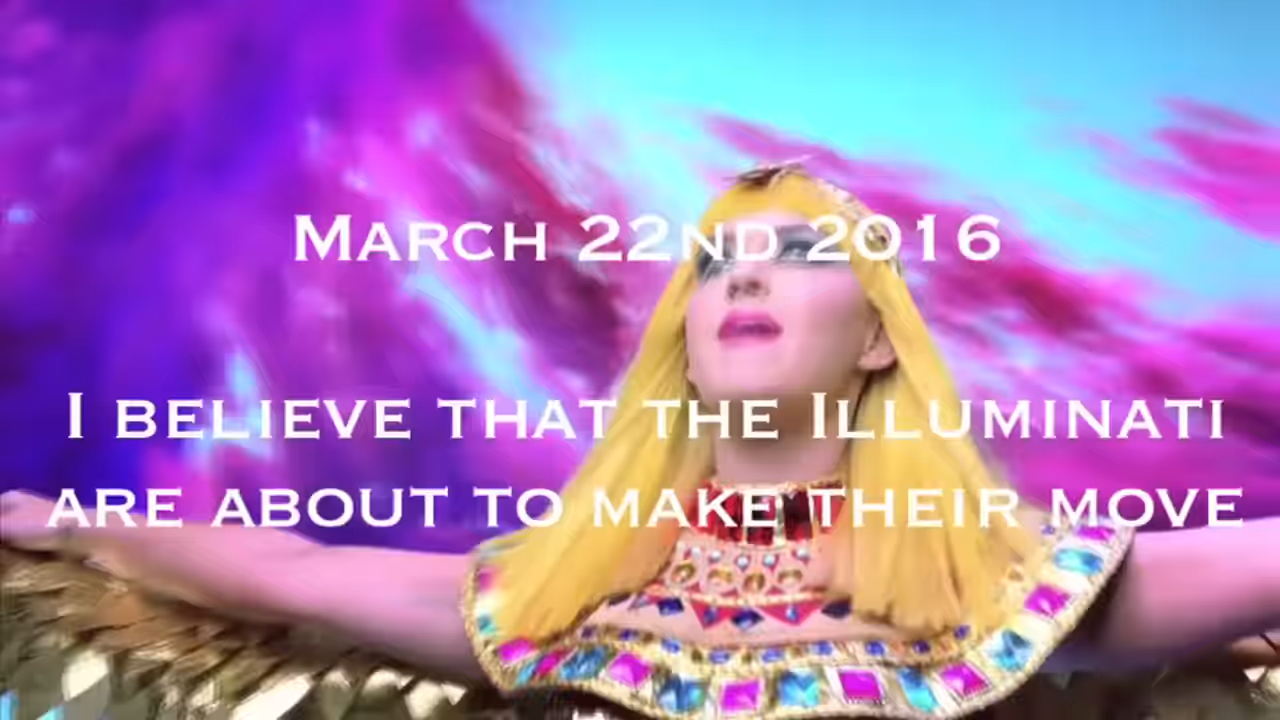 March 22nd 2016
I believe that the Illuminati
are about to make their move